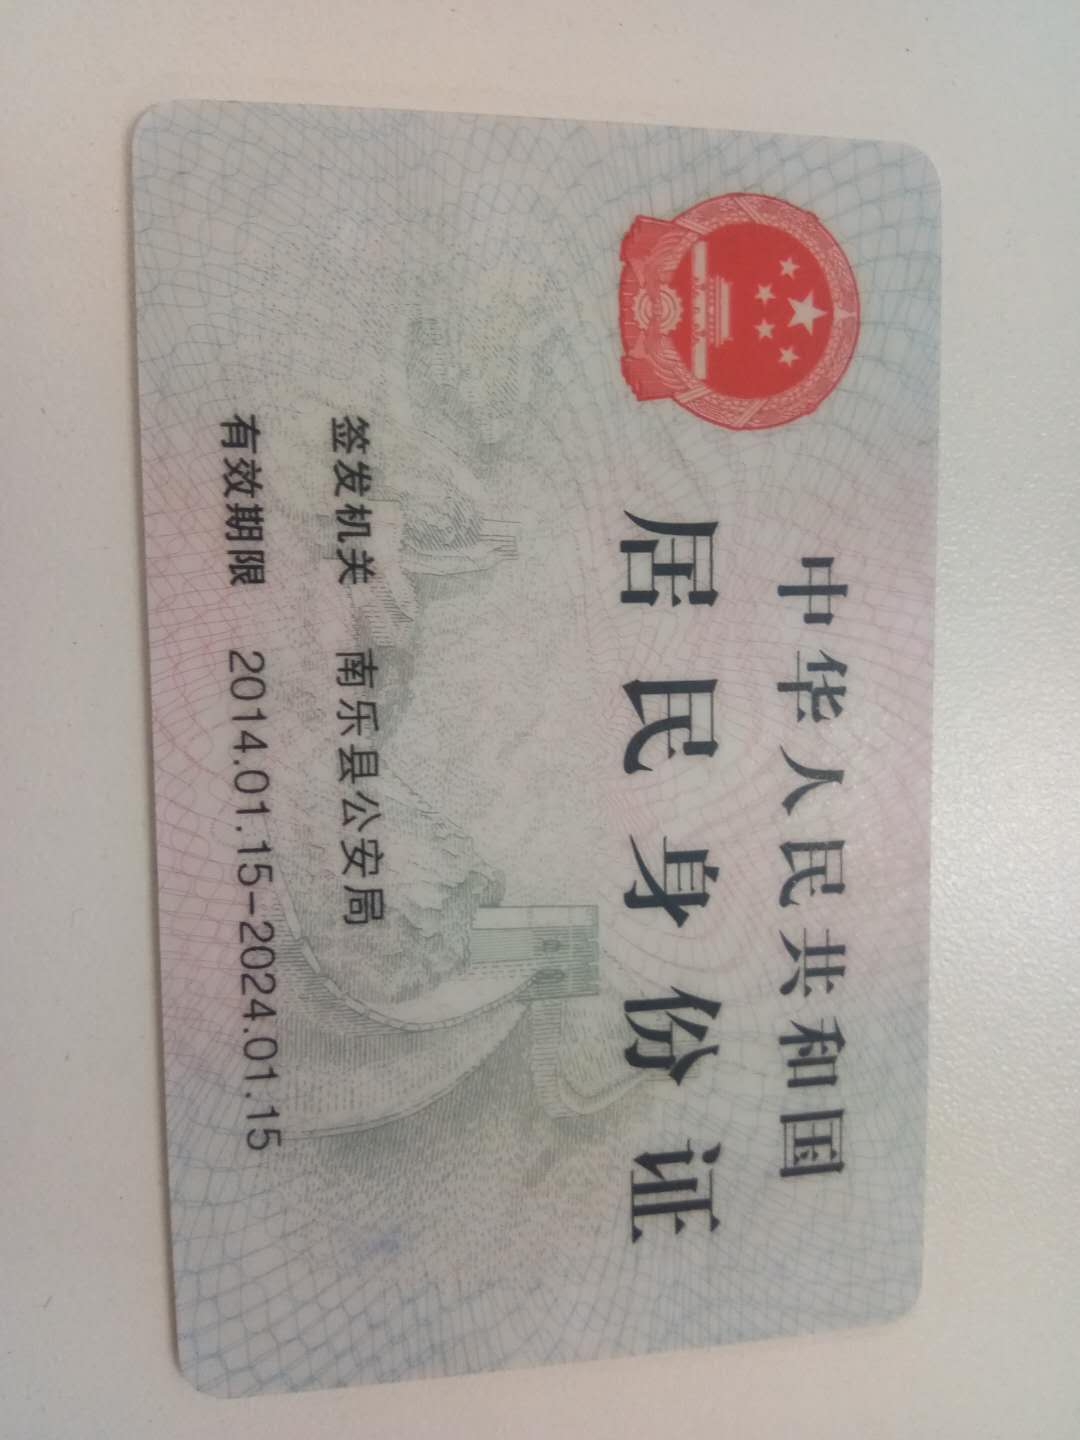 中华人民共和国
居民身份证
签发机关 南乐县公安局
有效期限 2014.01.15-2024.01.15